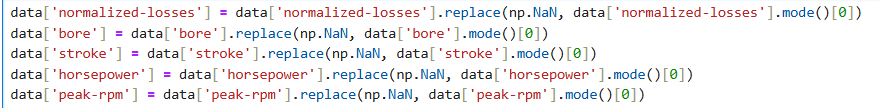 data['normalized-losses'] = data['normalized-losses'].replace(np.NaN, data['normalized-losses'].mode()[0])
data['bore'] = data['bore'].replace(np.NaN, data['bore'].mode()[0])
data['stroke'] = data['stroke'].replace(np.NaN, data['stroke'].mode()[0])
data['horsepower'] = data['horsepower'].replace(np.NaN, data['horsepower'].mode()[0])
data['peak-rpm'] = data['peak-rpm'].replace(np.NaN, data['peak-rpm'].mode()[0])